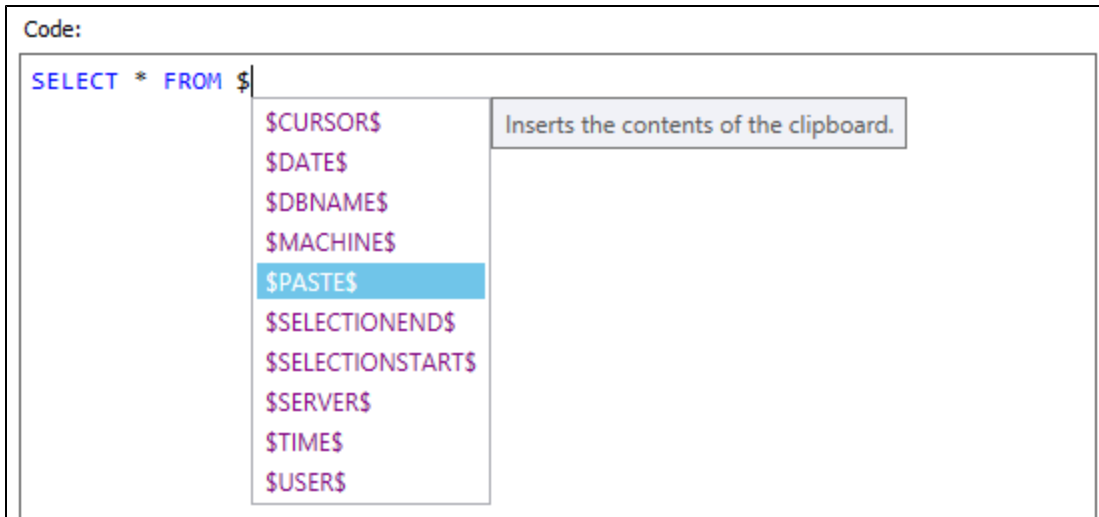 Code:
SELECT * FROM $
$CURSOR$
Inserts the contents of the clipboard.
$DATE$
$DBNAME$
$MACHINE$
$PASTE$
$SELECTIONEND$
$SELECTIONSTART$
$SERVER$
$TIME$
$USER$